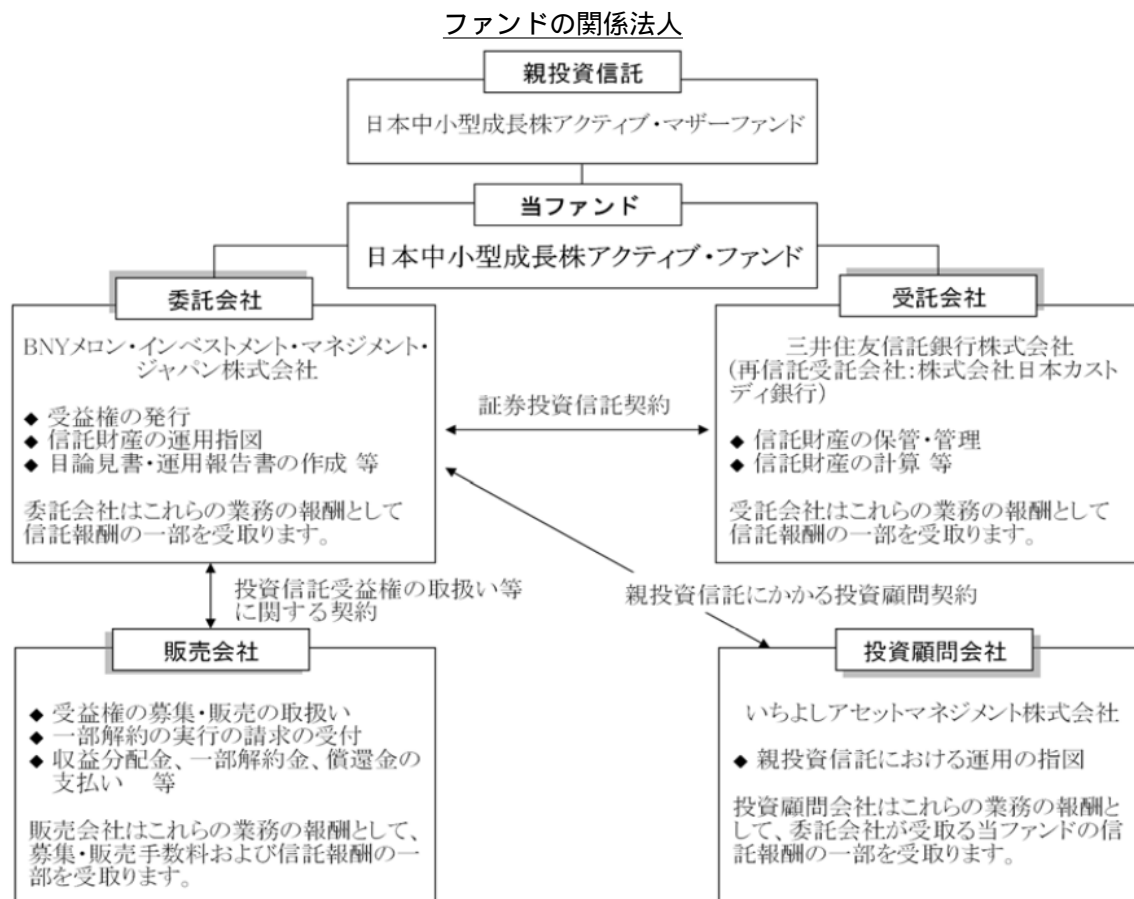 ファンドの関係法人
親投資信託
日本中小型成長株アクティブ・マザーファンド
当ファンド
日本中小型成長株アクティブ・ファンド
委託会社
BNYメロン・インベストメント・マネジメント・
ジャパン株式会社
◆ 受益権の発行
◆ 信託財産の運用指図
◆ 目論見書・運用報告書の作成 等
委託会社はこれらの業務の報酬として
信託報酬の一部を受取ります。
証券投資信託契約
受託会社
三井住友信託銀行株式会社
(再信託受託会社:株式会社日本カスト
ディ銀行)
◆ 信託財産の保管・管理
◆ 信託財産の計算 等
受託会社はこれらの業務の報酬として
信託報酬の一部を受取ります。
投資信託受益権の取扱い等
に関する契約
親投資信託にかかる投資顧問契約
販売会社
◆ 受益権の募集・販売の取扱い
◆ 一部解約の実行の請求の受付
◆ 収益分配金、一部解約金、償還金の
支払い 等
販売会社はこれらの業務の報酬として、
募集・販売手数料および信託報酬の一
部を受取ります。
投資顧問会社
いちよしアセットマネジメント株式会社
◆ 親投資信託における運用の指図
投資顧問会社はこれらの業務の報酬と
して、委託会社が受取る当ファンドの信
託報酬の一部を受取ります。